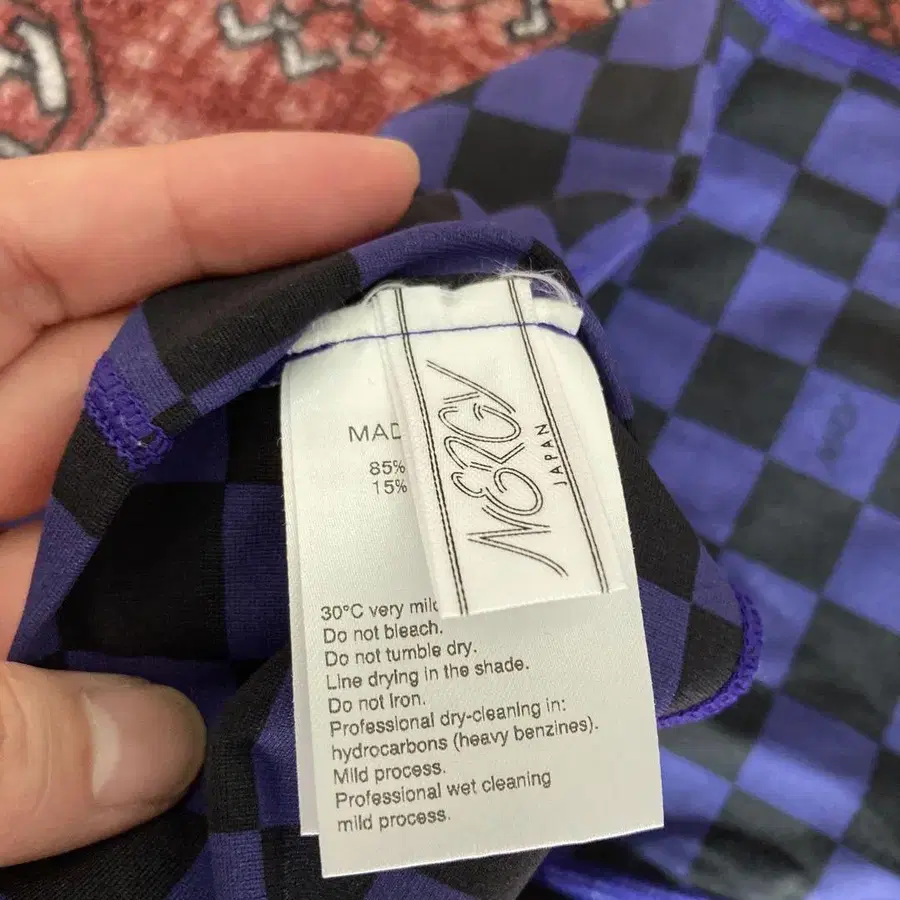 MAD
85%
15%
NERGY
JAPAN
30°C very mild
Do not bleach.
Do not tumble dry.
Line drying in the shade.
Do not iron.
Professional dry-cleaning in:
hydrocarbons (heavy benzines).
Mild process.
Professional wet cleaning
mild process.